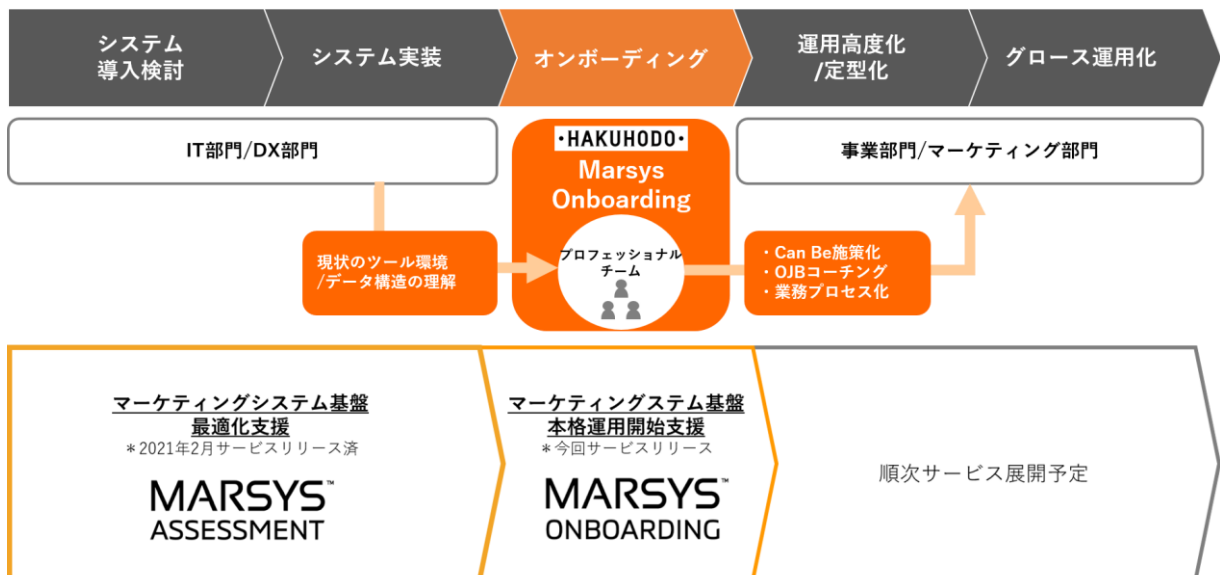 システム
導入検討
システム実装
オンボーディング
運用高度化
/定型化
グロース運用化
IT部門/DX部門
・HAKUHODO・
Marsys
Onboarding
プロフェッショナル
チーム
事業部門/マーケティング部門
現状のツール環境
/データ構造の理解
・Can Be施策化
・OJBコーチング
・業務プロセス化
マーケティングシステム基盤
最適化支援
＊2021年2月サービスリリース済
MARSYS™
ASSESSMENT
マーケティングステム基盤
本格運用開始支援
＊今回サービスリリース
MARSYS™
ONBOARDING
順次サービス展開予定